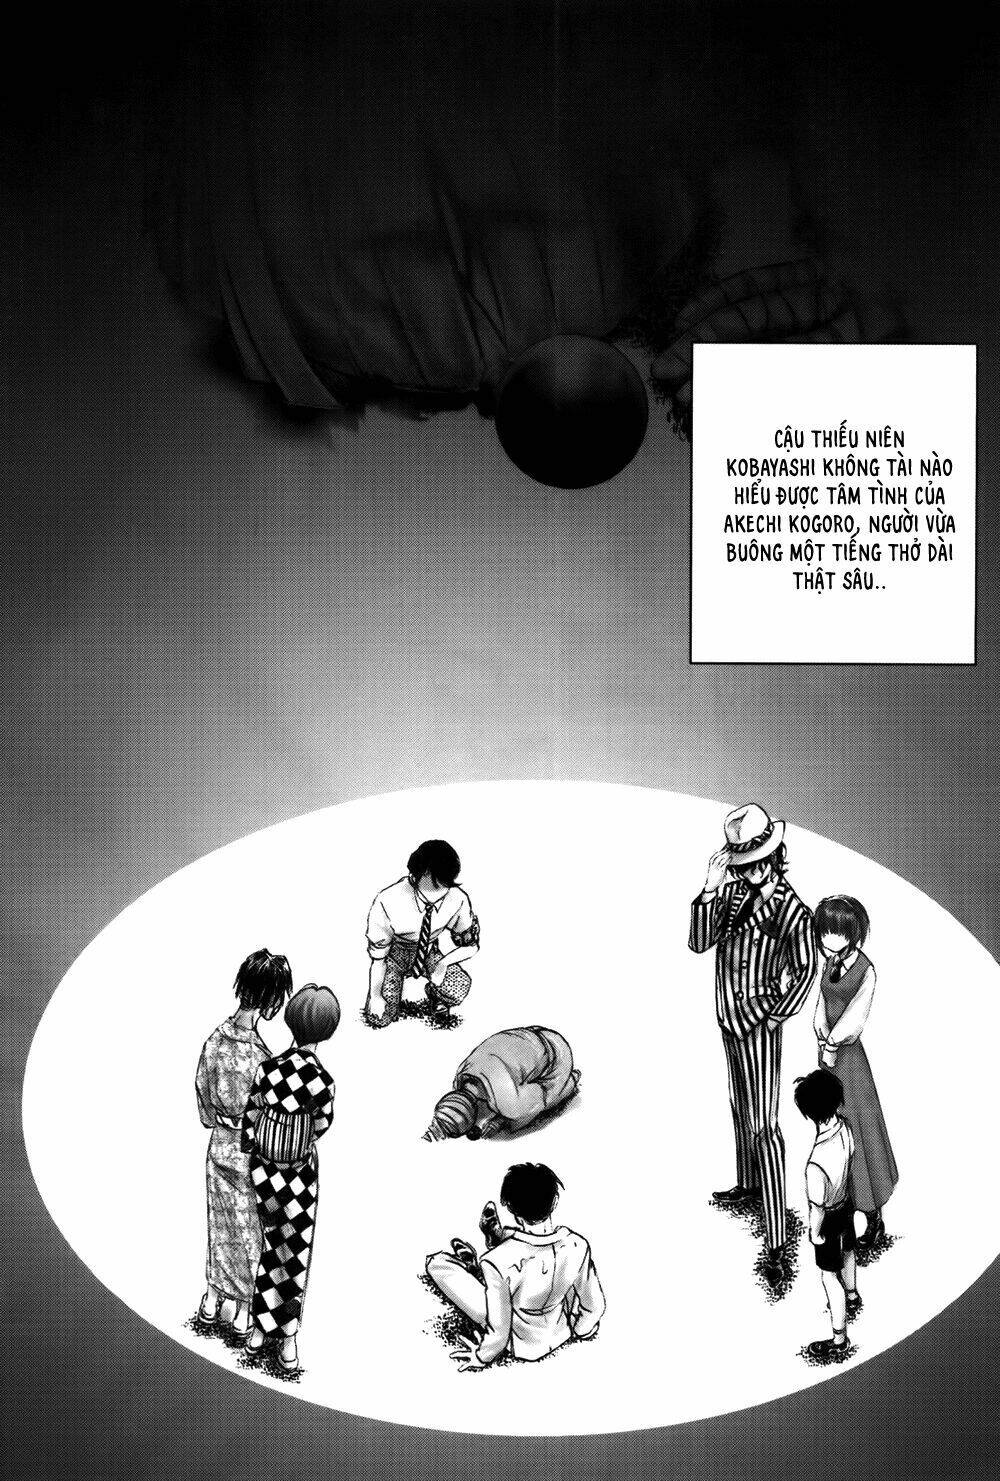 CẬU THIẾU NIÊN
KOBAYASHI KHÔNG TÀI NÀO
HIỂU ĐƯỢC TÂM TÌNH CỦA
AKECHI KOGORO, NGƯỜI VỪA
BUÔNG MỘT TIẾNG THỞ DÀI
THẬT SÂU..